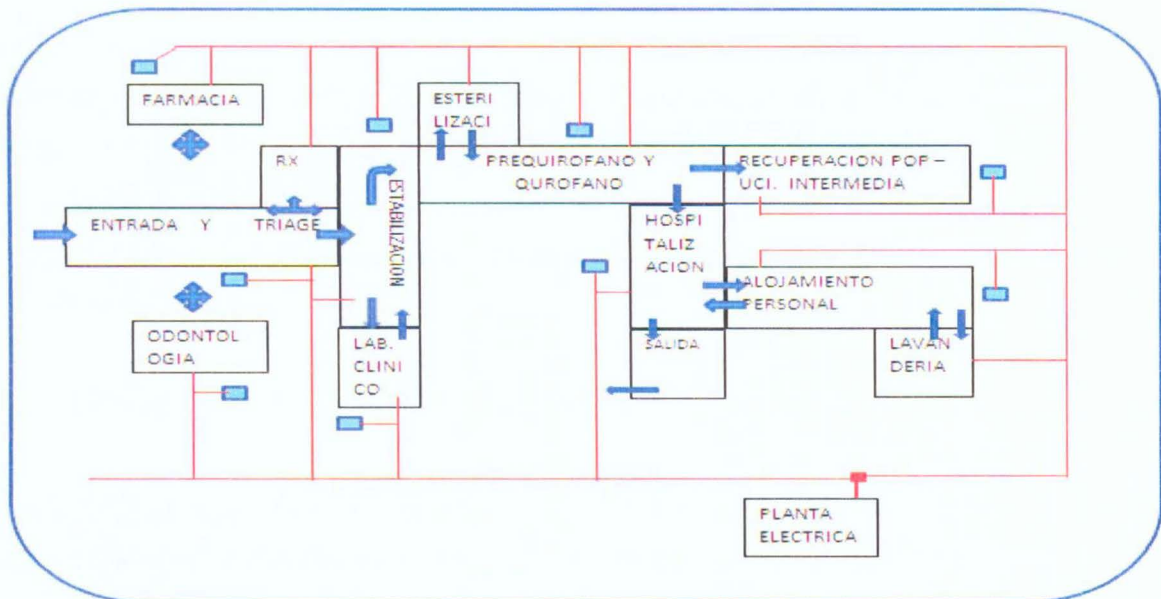 FARMACIA
ESTERI
LIZACI
RX
PREQUIROFANO Y
QUROFANO
RECUPERACION POP –
UCI. INTERMEDIA
ENTRADA Y TRIAGE
ESTABILIZACION
HOSPI
TALIZ
ACION
ALOJAMIENTO
PERSONAL
ODONTOL
OGIA
LAB.
CLINI
CO
SALIDA
LAVAN
DERIA
PLANTA
ELECTRICA